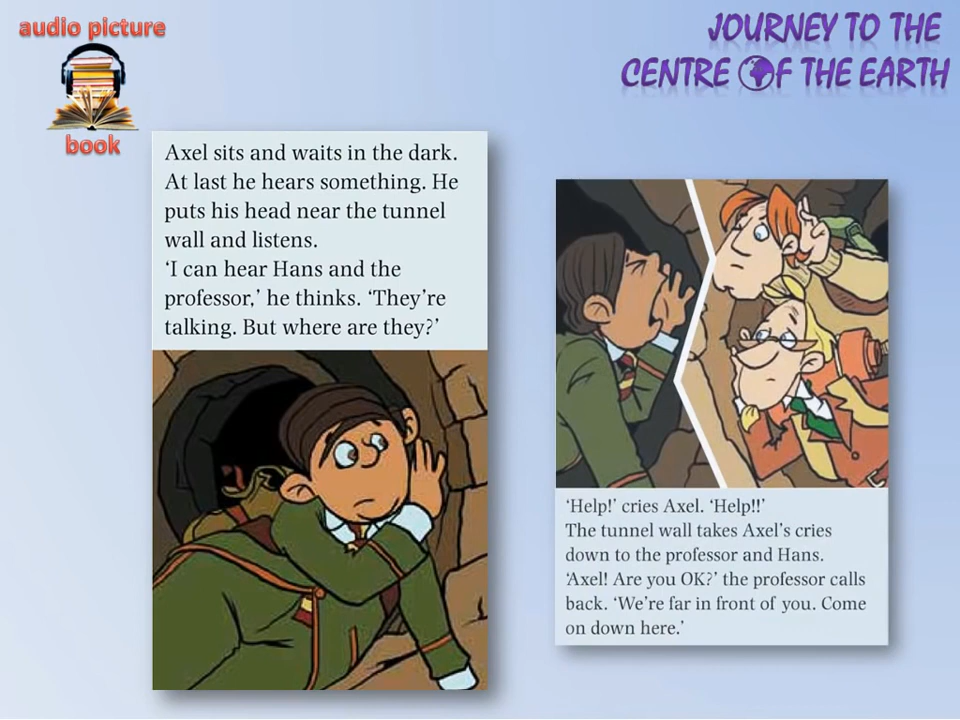 audio picture
book
JOURNEY TO THE
CENTRE OF THE EARTH
Axel sits and waits in the dark.
At last he hears something. He
puts his head near the tunnel
wall and listens.
‘I can hear Hans and the
professor,’ he thinks. ‘They’re
talking. But where are they?’
‘Help!’ cries Axel. ‘Help!!’
The tunnel wall takes Axel’s cries
down to the professor and Hans.
‘Axel! Are you OK?’ the professor calls
back. ‘We’re far in front of you. Come
on down here.’